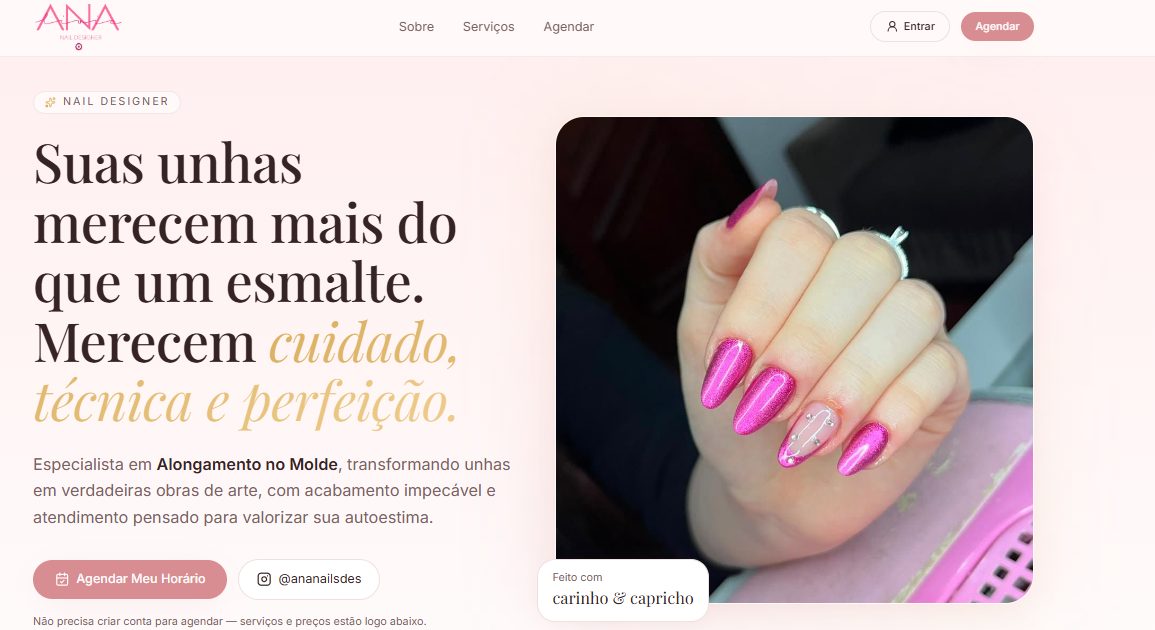 ANA
NAIL DESIGNER
Sobre
Serviços
Agendar
Entrar
Agendar
NAIL DESIGNER
Suas unhas
merecem mais do
que um esmalte.
Merecem cuidado,
técnica e perfeição.
Especialista em Alongamento no Molde, transformando unhas
em verdadeiras obras de arte, com acabamento impecável e
atendimento pensado para valorizar sua autoestima.
Agendar Meu Horário
@ananailsdes
Não precisa criar conta para agendar — serviços e preços estão logo abaixo.
Feito com
carinho & capricho